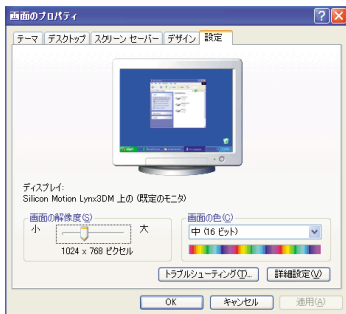 画面のプロパティ
テーマ デスクトップ スクリーン セーバー デザイン 設定
ディスプレイ:
Silicon Motion Lynx3DM 上の (既定のモニタ)
画面の解像度(S) 画面の色(C)
小 大 中 (16 ビット)
1024 x 768 ピクセル
トラブルシューティング(T)... 詳細設定(V)
OK キャンセル 適用(A)